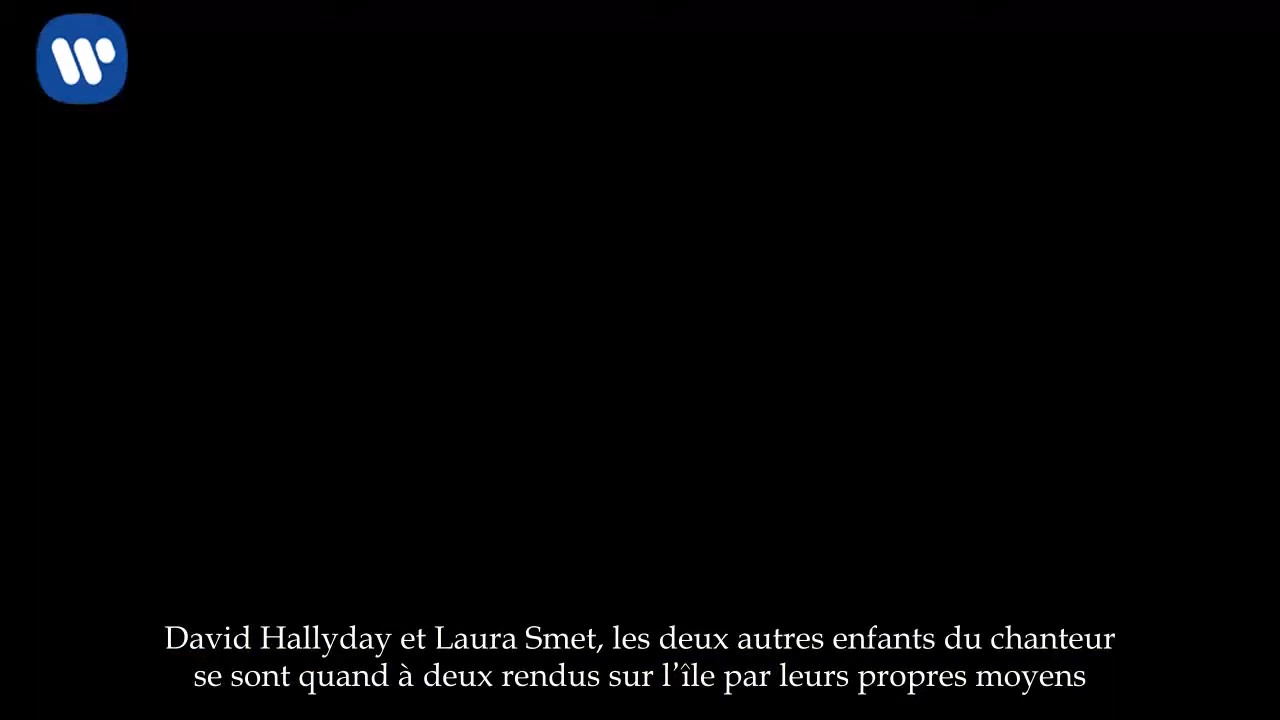 David Hallyday et Laura Smet, les deux autres enfants du chanteur
se sont quand à deux rendus sur l'île par leurs propres moyens